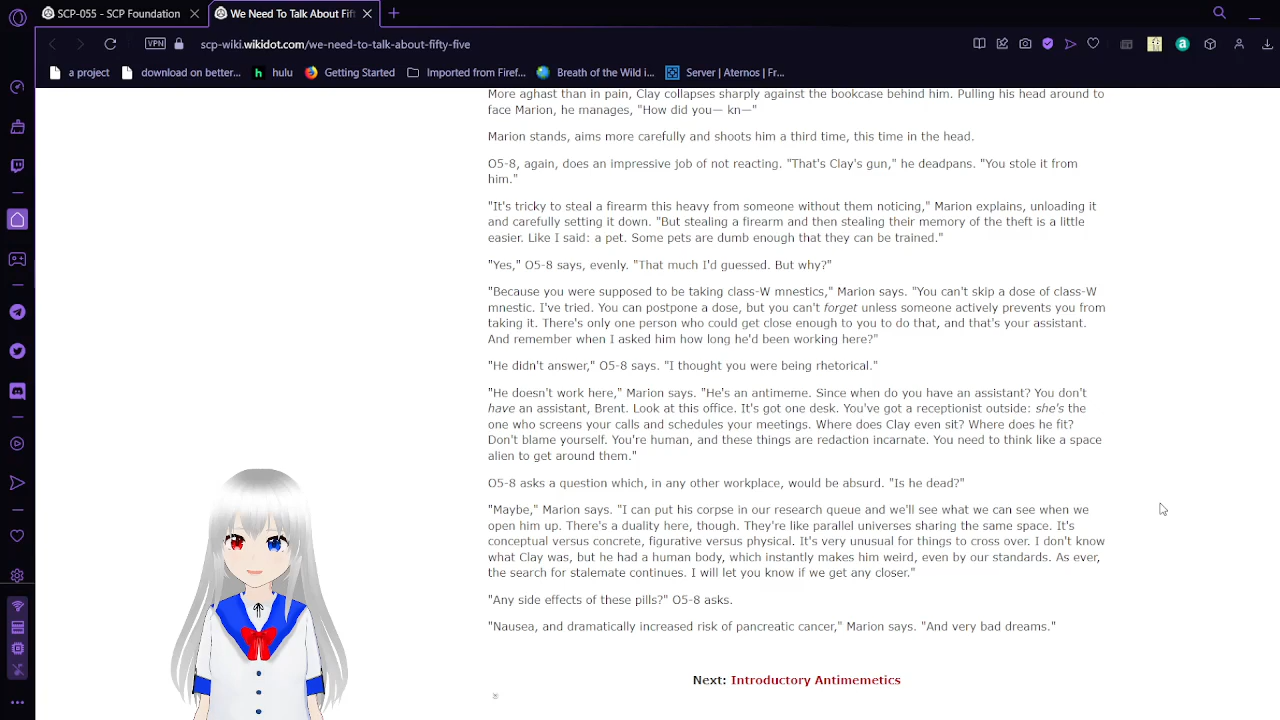 SCP-055 - SCP Foundation
We Need To Talk About Fif
VPN
scp-wiki.wikidot.com/we-need-to-talk-about-fifty-five
a project
download on better...
hulu
Getting Started
Imported from Firef...
Breath of the Wild i...
Server | Aternos | Fr...
More aghast than in pain, Clay collapses sharply against the bookcase behind him. Pulling his head around to
face Marion, he manages, "How did you— kn—"
Marion stands, aims more carefully and shoots him a third time, this time in the head.
O5-8, again, does an impressive job of not reacting. "That's Clay's gun," he deadpans. "You stole it from
him."
"It's tricky to steal a firearm this heavy from someone without them noticing," Marion explains, unloading it
and carefully setting it down. "But stealing a firearm and then stealing their memory of the theft is a little
easier. Like I said: a pet. Some pets are dumb enough that they can be trained."
"Yes," O5-8 says, evenly. "That much I'd guessed. But why?"
"Because you were supposed to be taking class-W mnestics," Marion says. "You can't skip a dose of class-W
mnestic. I've tried. You can postpone a dose, but you can't forget unless someone actively prevents you from
taking it. There's only one person who could get close enough to you to do that, and that's your assistant.
And remember when I asked him how long he'd been working here?"
"He didn't answer," O5-8 says. "I thought you were being rhetorical."
"He doesn't work here," Marion says. "He's an antimeme. Since when do you have an assistant? You don't
have an assistant, Brent. Look at this office. It's got one desk. You've got a receptionist outside: she's the
one who screens your calls and schedules your meetings. Where does Clay even sit? Where does he fit?
Don't blame yourself. You're human, and these things are redaction incarnate. You need to think like a space
alien to get around them."
O5-8 asks a question which, in any other workplace, would be absurd. "Is he dead?"
"Maybe," Marion says. "I can put his corpse in our research queue and we'll see what we can see when we
open him up. There's a duality here, though. They're like parallel universes sharing the same space. It's
conceptual versus concrete, figurative versus physical. It's very unusual for things to cross over. I don't know
what Clay was, but he had a human body, which instantly makes him weird, even by our standards. As ever,
the search for stalemate continues. I will let you know if we get any closer."
"Any side effects of these pills?" O5-8 asks.
"Nausea, and dramatically increased risk of pancreatic cancer," Marion says. "And very bad dreams."
Next: Introductory Antimemetics